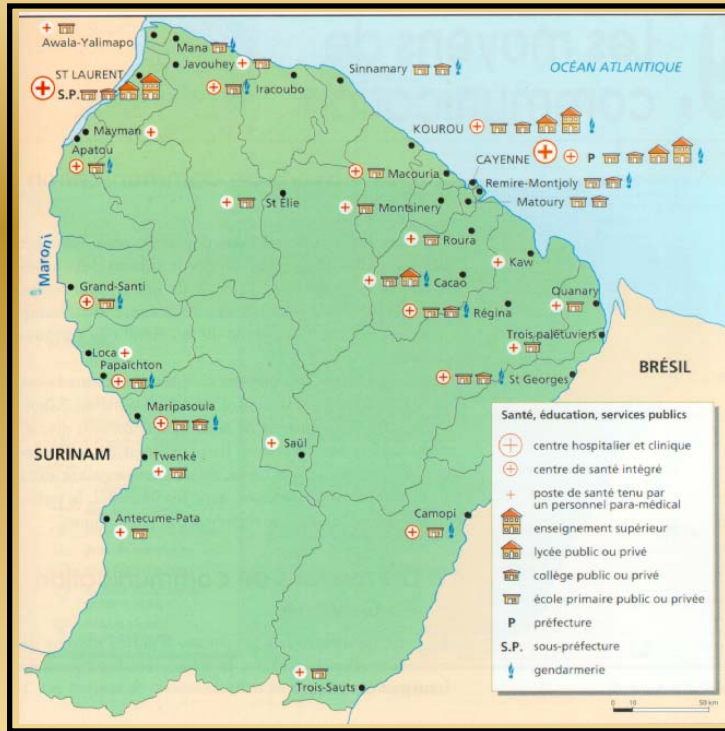 Awala-Yalimapo
Mana
Javouhey
ST LAURENT
S.P.
Iracoubo
Sinnamary
OCÉAN ATLANTIQUE
Mayman
Apatou
KOUROU
CAYENNE
P
Macouria
Remire-Montjoly
St Élie
Montsinery
Matoury
Roura
Maroni
Kaw
Cacao
Grand-Santi
Quanary
Régina
Trois palétuviers
Loca
Papaïchton
St Georges
BRÉSIL
Maripasoula
SURINAM
Twenké
Saül
Antecume-Pata
Camopi
Trois-Sauts
Santé, éducation, services publics
centre hospitalier et clinique
centre de santé intégré
poste de santé tenu par
un personnel para-médical
enseignement supérieur
lycée public ou privé
collège public ou privé
école primaire public ou privée
P préfecture
S.P. sous-préfecture
gendarmerie
0 10 50 km